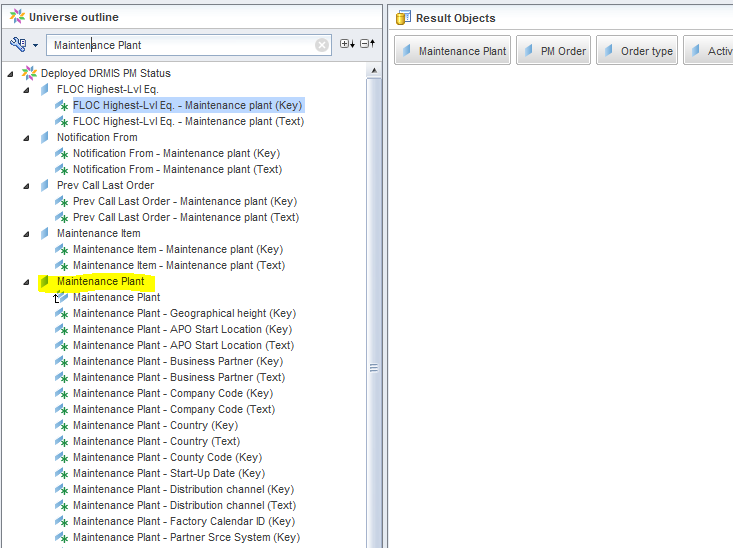 Universe outline
Maintenance Plant
Deployed DRMIS PM Status
FLOC Highest-Lvl Eq.
FLOC Highest-Lvl Eq. - Maintenance plant (Key)
FLOC Highest-Lvl Eq. - Maintenance plant (Text)
Notification From
Notification From - Maintenance plant (Key)
Notification From - Maintenance plant (Text)
Prev Call Last Order
Prev Call Last Order - Maintenance plant (Key)
Prev Call Last Order - Maintenance plant (Text)
Maintenance Item
Maintenance Item - Maintenance plant (Key)
Maintenance Item - Maintenance plant (Text)
Maintenance Plant
Maintenance Plant
Maintenance Plant - Geographical height (Key)
Maintenance Plant - APO Start Location (Key)
Maintenance Plant - APO Start Location (Text)
Maintenance Plant - Business Partner (Key)
Maintenance Plant - Business Partner (Text)
Maintenance Plant - Company Code (Key)
Maintenance Plant - Company Code (Text)
Maintenance Plant - Country (Key)
Maintenance Plant - Country (Text)
Maintenance Plant - County Code (Key)
Maintenance Plant - Start-Up Date (Key)
Maintenance Plant - Distribution channel (Key)
Maintenance Plant - Distribution channel (Text)
Maintenance Plant - Factory Calendar ID (Key)
Maintenance Plant - Partner Srce System (Key)
Result Objects
Maintenance Plant PM Order Order type Activ